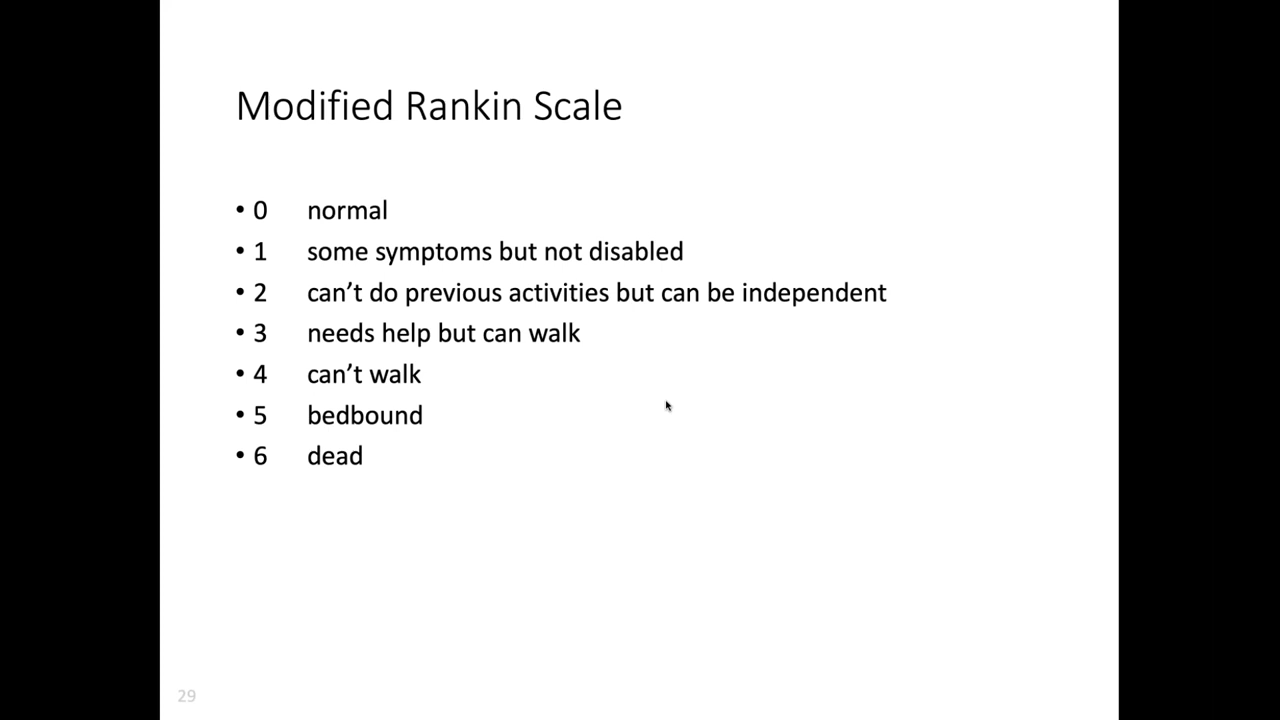 Modified Rankin Scale
• 0 normal
• 1 some symptoms but not disabled
• 2 can’t do previous activities but can be independent
• 3 needs help but can walk
• 4 can’t walk
• 5 bedbound
• 6 dead
29